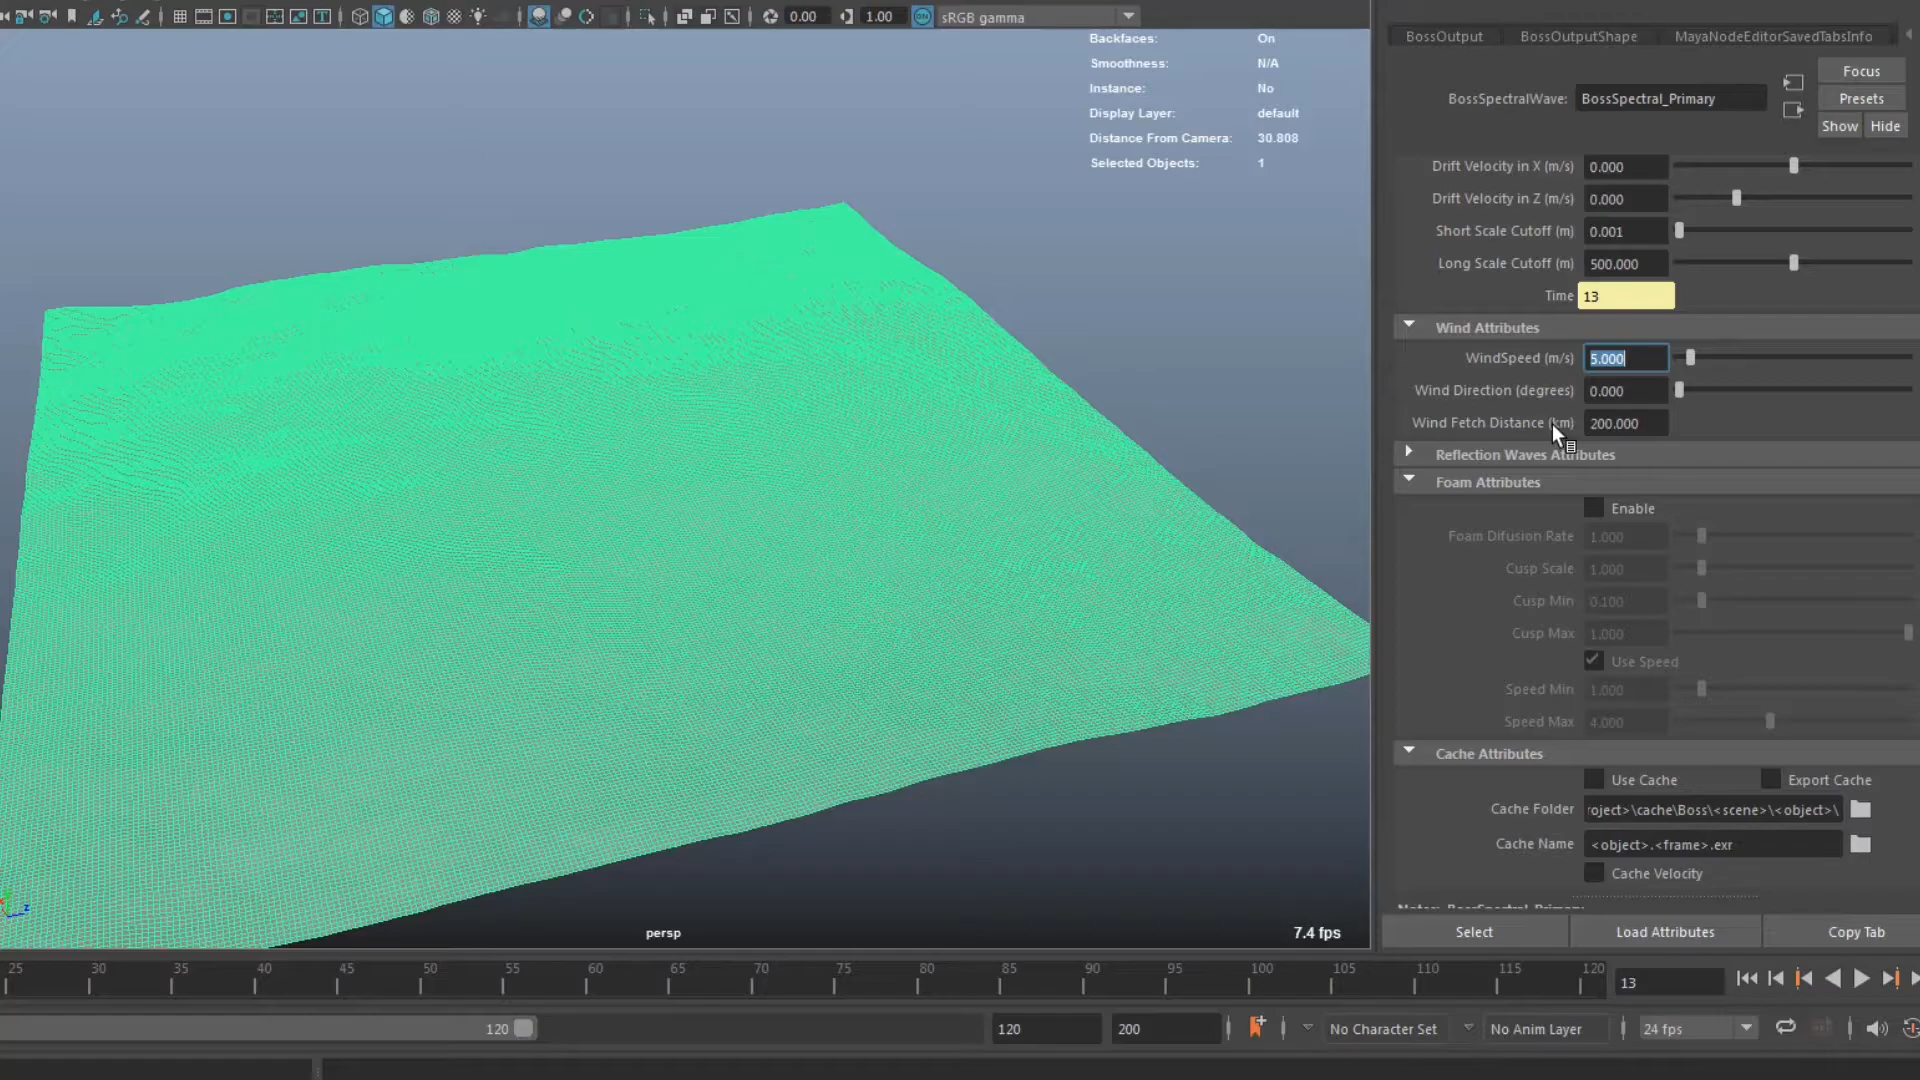 0.00
1.00
ON
sRGB gamma
Backfaces: On
Smoothness: N/A
Instance: No
Display Layer: default
Distance From Camera: 30.808
Selected Objects: 1
persp
7.4 fps
BossOutput BossOutputShape MayaNodeEditorSavedTabsInfo
BossSpectralWave: BossSpectral_Primary
Focus
Presets
Show Hide
Drift Velocity in X (m/s) 0.000
Drift Velocity in Z (m/s) 0.000
Short Scale Cutoff (m) 0.001
Long Scale Cutoff (m) 500.000
Time 13
Wind Attributes
WindSpeed (m/s) 5.000
Wind Direction (degrees) 0.000
Wind Fetch Distance (km) 200.000
Reflection Waves Attributes
Foam Attributes
Enable
Foam Difusion Rate 1.000
Cusp Scale 1.000
Cusp Min 0.100
Cusp Max 1.000
Use Speed
Speed Min 1.000
Speed Max 4.000
Cache Attributes
Use Cache Export Cache
Cache Folder roject>\cache\Boss\<scene>\<object>\
Cache Name <object>.<frame>.exr
Cache Velocity
Notes: BossSpectral_Primary
Select Load Attributes Copy Tab
25 30 35 40 45 50 55 60 65 70 75 80 85 90 95 100 105 110 115 120
13
120
120
200
No Character Set
No Anim Layer
24 fps